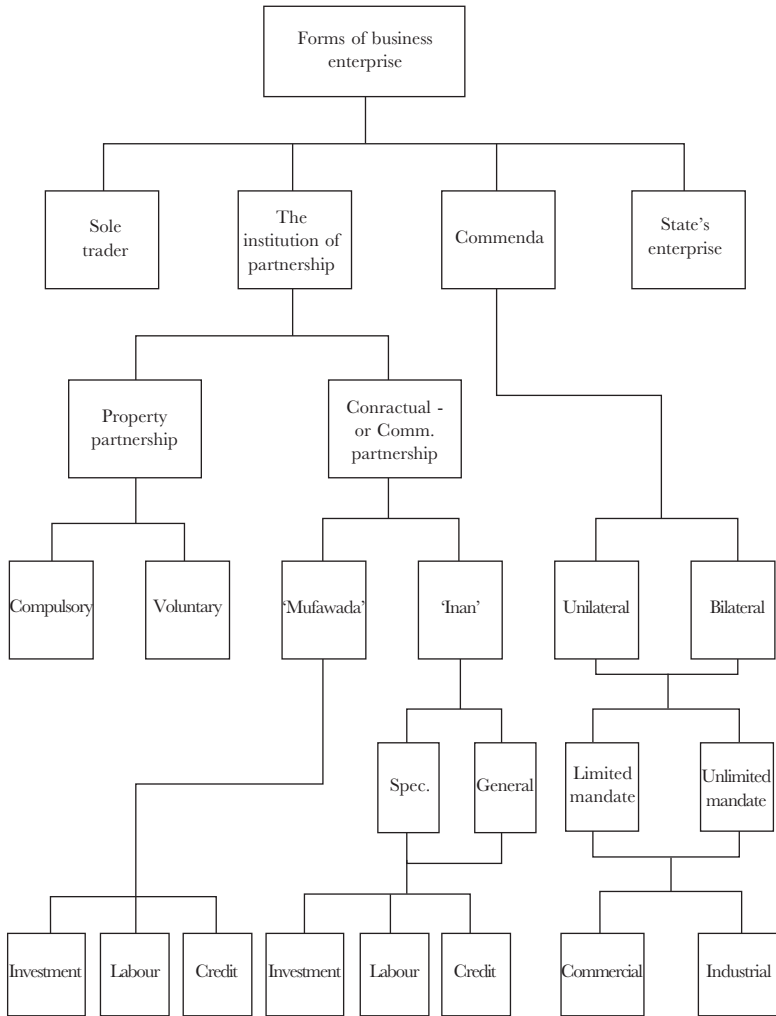 Forms of business
enterprise
Sole
trader
The
institution of
partnership
Commenda
State's
enterprise
Property
partnership
Conractual -
or Comm.
partnership
Compulsory
Voluntary
‘Mufawada’
‘Inan’
Unilateral
Bilateral
Spec.
General
Limited
mandate
Unlimited
mandate
Investment
Labour
Credit
Investment
Labour
Credit
Commercial
Industrial